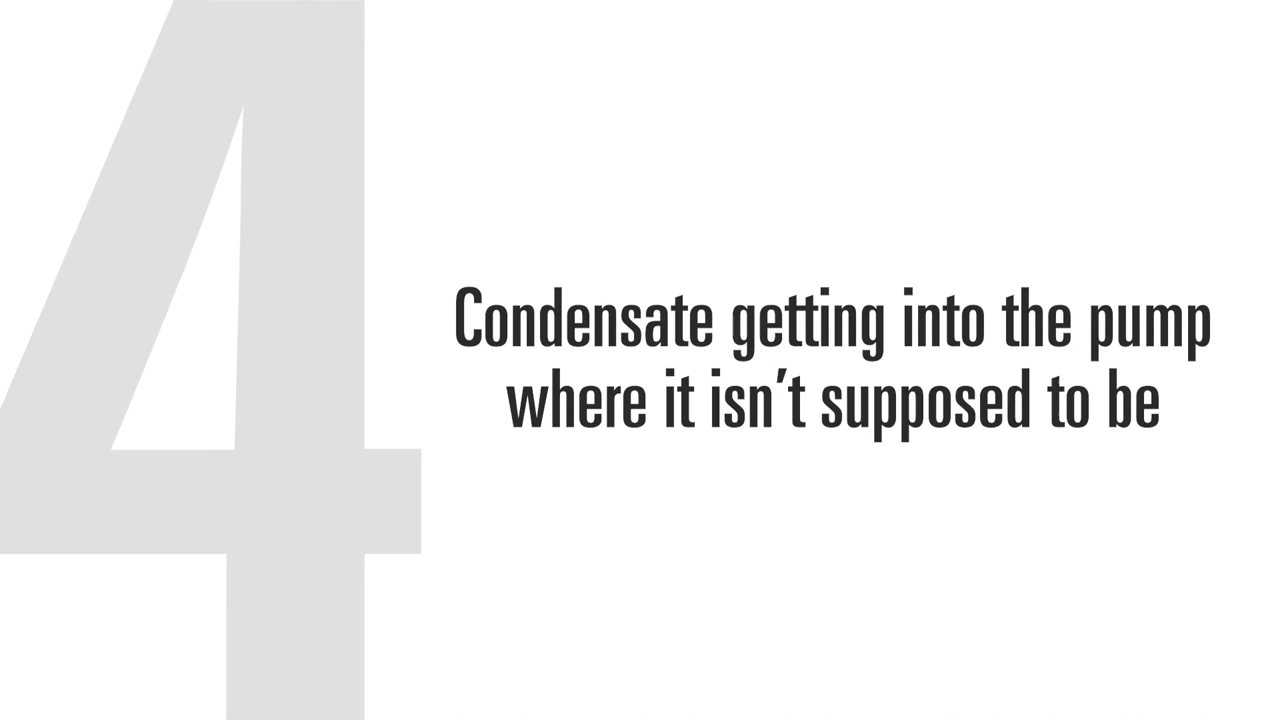 4
Condensate getting into the pump
where it isn’t supposed to be